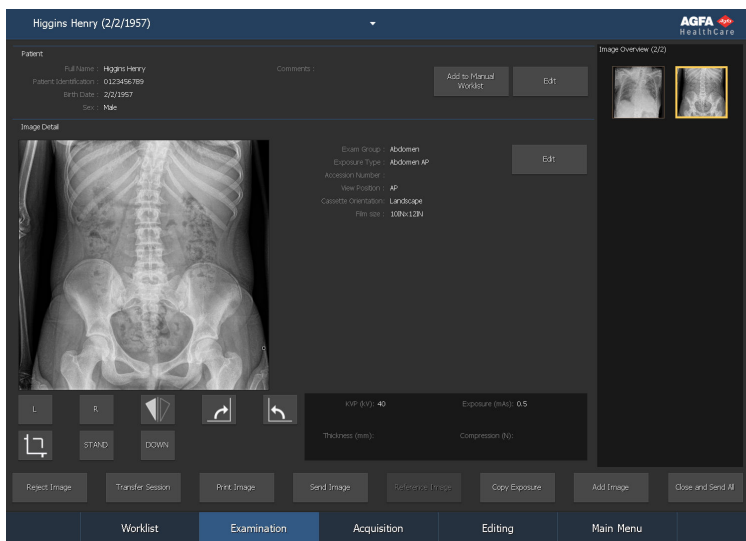 Higgins Henry (2/2/1957)
AGFA Agfa
HealthCare
Patient
Full Name : Higgins Henry
Comments :
Patient Identification : 0123456789
Birth Date : 2/2/1957
Sex : Male
Add to Manual
Worklist
Edit
Image Overview (2/2)
Image Detail
Exam Group : Abdomen
Exposure Type : Abdomen AP
Accession Number :
View Position : AP
Cassette Orientation : Landscape
Film size : 10INx12IN
Edit
L
R
STAND
DOWN
KVP (kV): 40
Exposure (mAs): 0.5
Thickness (mm):
Compression (N):
Reject Image
Transfer Session
Print Image
Send Image
Reference Image
Copy Exposure
Add Image
Close and Send All
Worklist
Examination
Acquisition
Editing
Main Menu